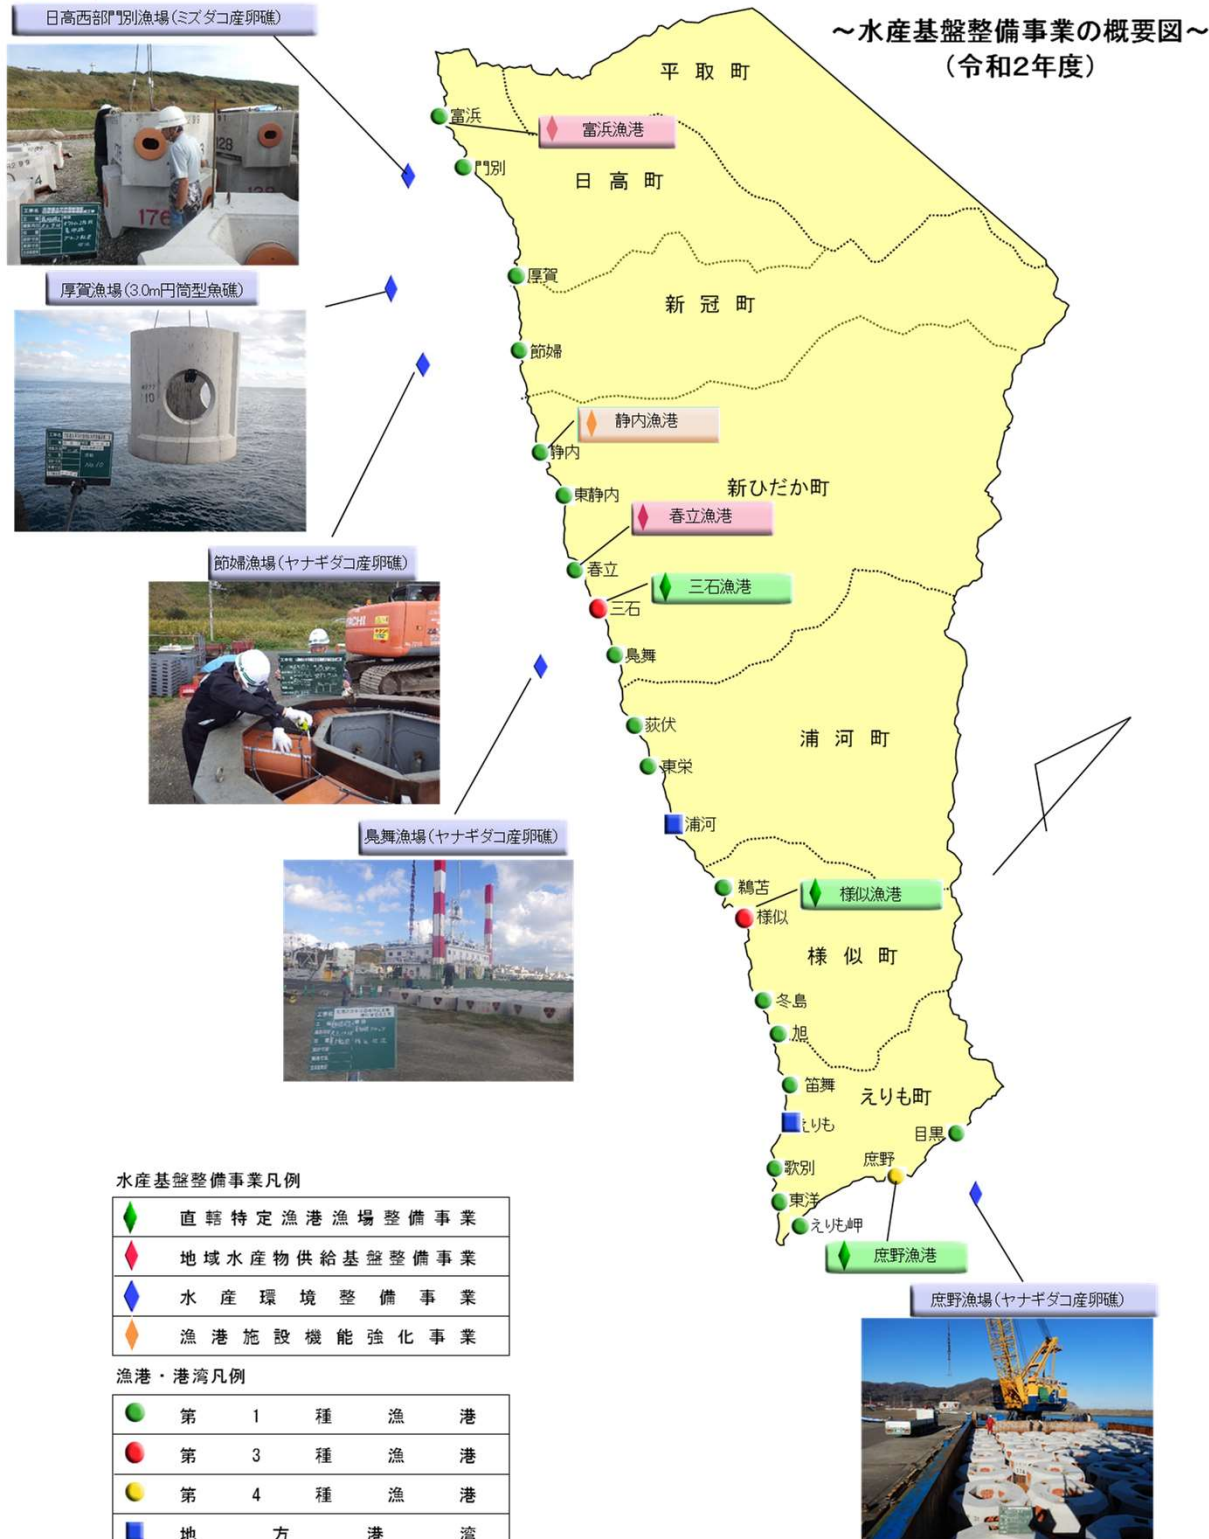 日高西部門別漁場(ミズダコ産卵礁)
～水産基盤整備事業の概要図～
(令和2年度)
平取町
富浜
富浜漁港
門別
日高町
176
厚賀漁場(3.0m円筒型魚礁)
厚賀
新冠町
節婦
10
静内漁港
静内
新ひだか町
東静内
春立漁港
節婦漁場(ヤナギダコ産卵礁)
春立
三石漁港
三石
鳧舞
荻伏
浦河町
東栄
浦河
鳧舞漁場(ヤナギダコ産卵礁)
鵜苫
様似漁港
様似
様似町
冬島
旭
笛舞
えりも町
えりも
目黒
庶野
歌別
東洋
えりも岬
庶野漁港
庶野漁場(ヤナギダコ産卵礁)
水産基盤整備事業凡例
直轄特定漁港漁場整備事業
地域水産物供給基盤整備事業
水産環境整備事業
漁港施設機能強化事業
漁港・港湾凡例
第1種漁港
第3種漁港
第4種漁港
地方港湾